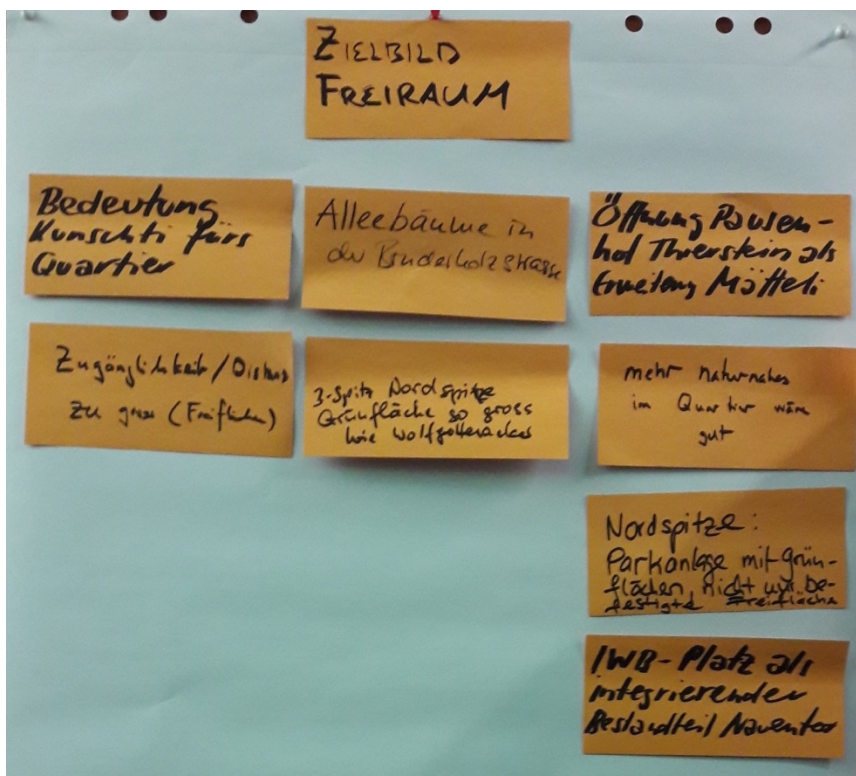 ZIELBILD
FREIRAUM
Bedeutung
Kunschti fürs
Quartier
Alleebäume in
der Bruderholzstrasse
Öffnung Pausen-
hof Thierstein als
Erweiterung Mätteli
Zugänglichkeit/Distanz
zu gross (Freiflächen)
3-Spitz Nordspitze
Grünfläche so gross
wie Wolfgottesacker
mehr naturnahes
im Quartier wäre
gut
Nordspitze:
Parkanlage mit Grün-
flächen, nicht nur be-
festigte Freifläche
IWB-Platz als
integrierender
Bestandteil